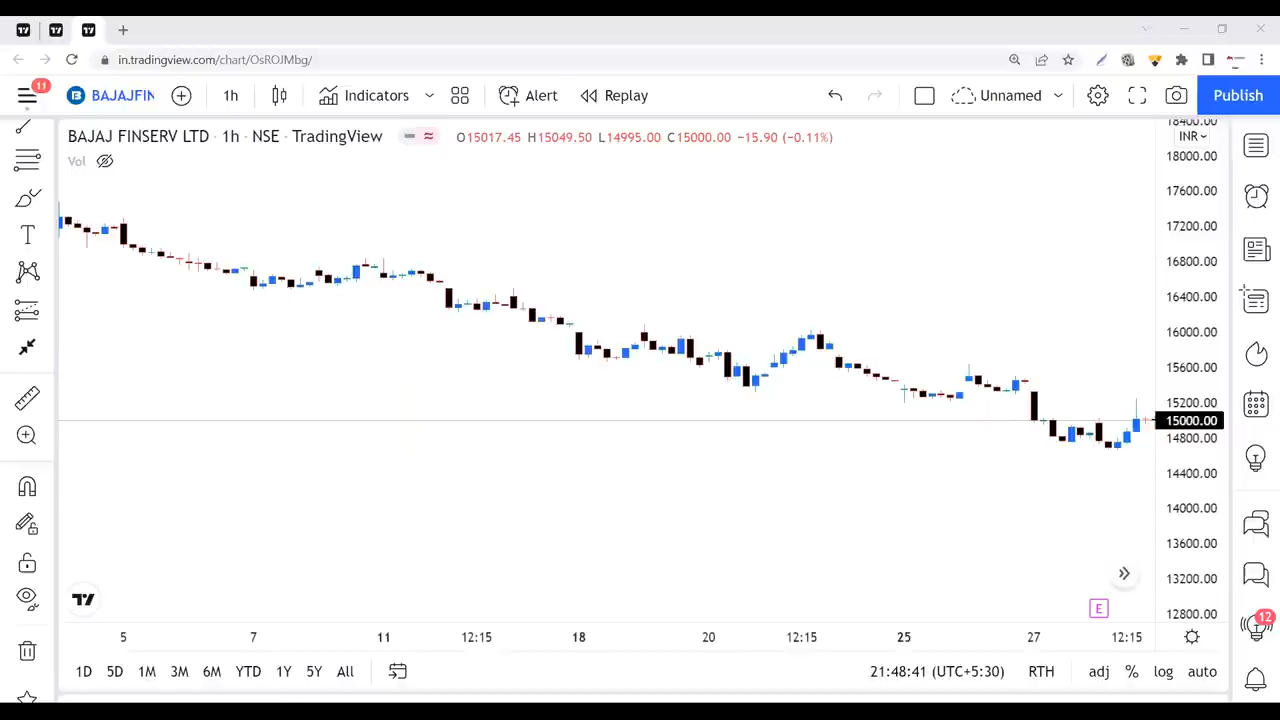 in.tradingview.com/chart/OsROJMbg/
11
BAJAJFIN
1h
Indicators
Alert
Replay
Unnamed
Publish
BAJAJ FINSERV LTD · 1h · NSE · TradingView
O15017.45 H15049.50 L14995.00 C15000.00 −15.90 (−0.11%)
Vol
18400.00
INR
18000.00
17600.00
17200.00
16800.00
16400.00
16000.00
15600.00
15200.00
15000.00
14800.00
14400.00
14000.00
13600.00
13200.00
12800.00
E
12
5
7
11
12:15
18
20
12:15
25
27
12:15
1D 5D 1M 3M 6M YTD 1Y 5Y All
21:48:41 (UTC+5:30)
RTH
adj
%
log
auto